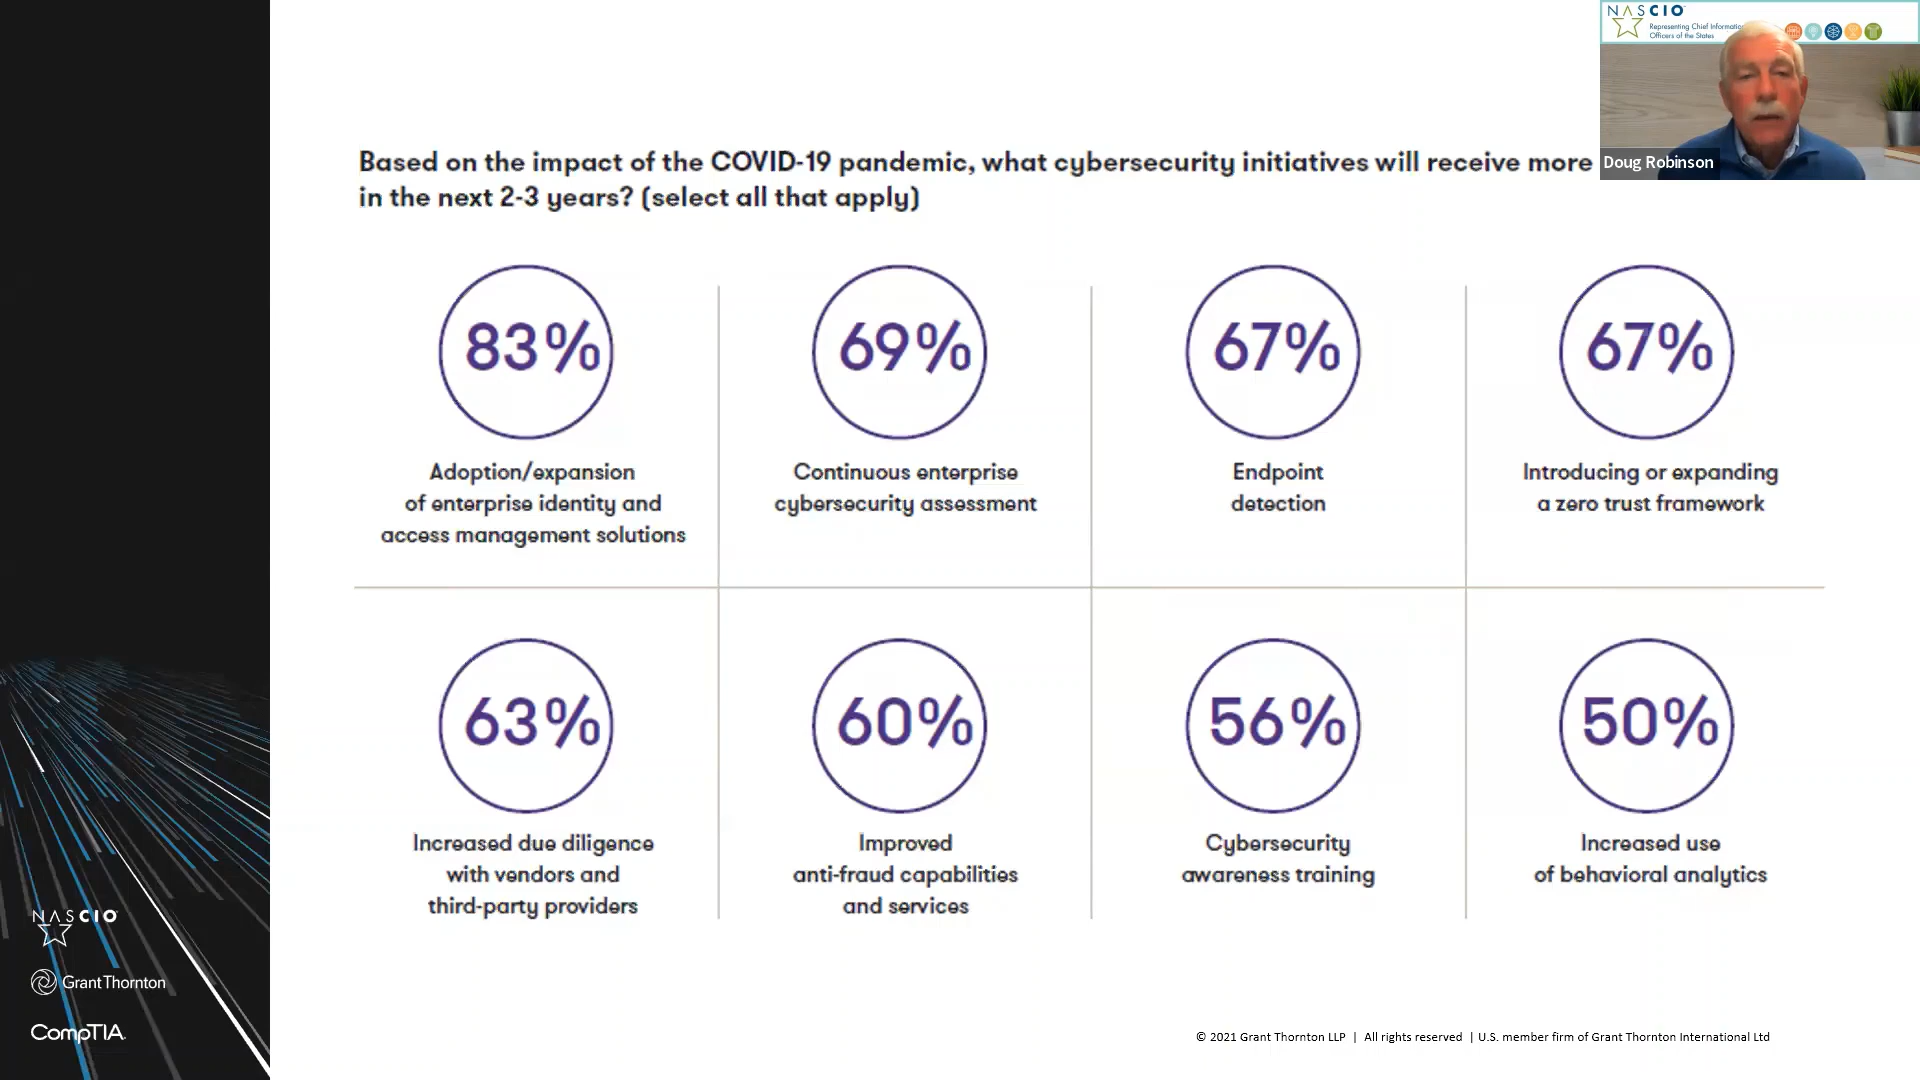 NASCIO
Representing Chief Information
Officers of the States
Doug Robinson
Based on the impact of the COVID-19 pandemic, what cybersecurity initiatives will receive more
in the next 2-3 years? (select all that apply)
83%
69%
67%
67%
Adoption/expansion
of enterprise identity and
access management solutions
Continuous enterprise
cybersecurity assessment
Endpoint
detection
Introducing or expanding
a zero trust framework
63%
60%
56%
50%
Increased due diligence
with vendors and
third-party providers
Improved
anti-fraud capabilities
and services
Cybersecurity
awareness training
Increased use
of behavioral analytics
NASCIO
GrantThornton
CompTIA.
© 2021 Grant Thornton LLP | All rights reserved | U.S. member firm of Grant Thornton International Ltd